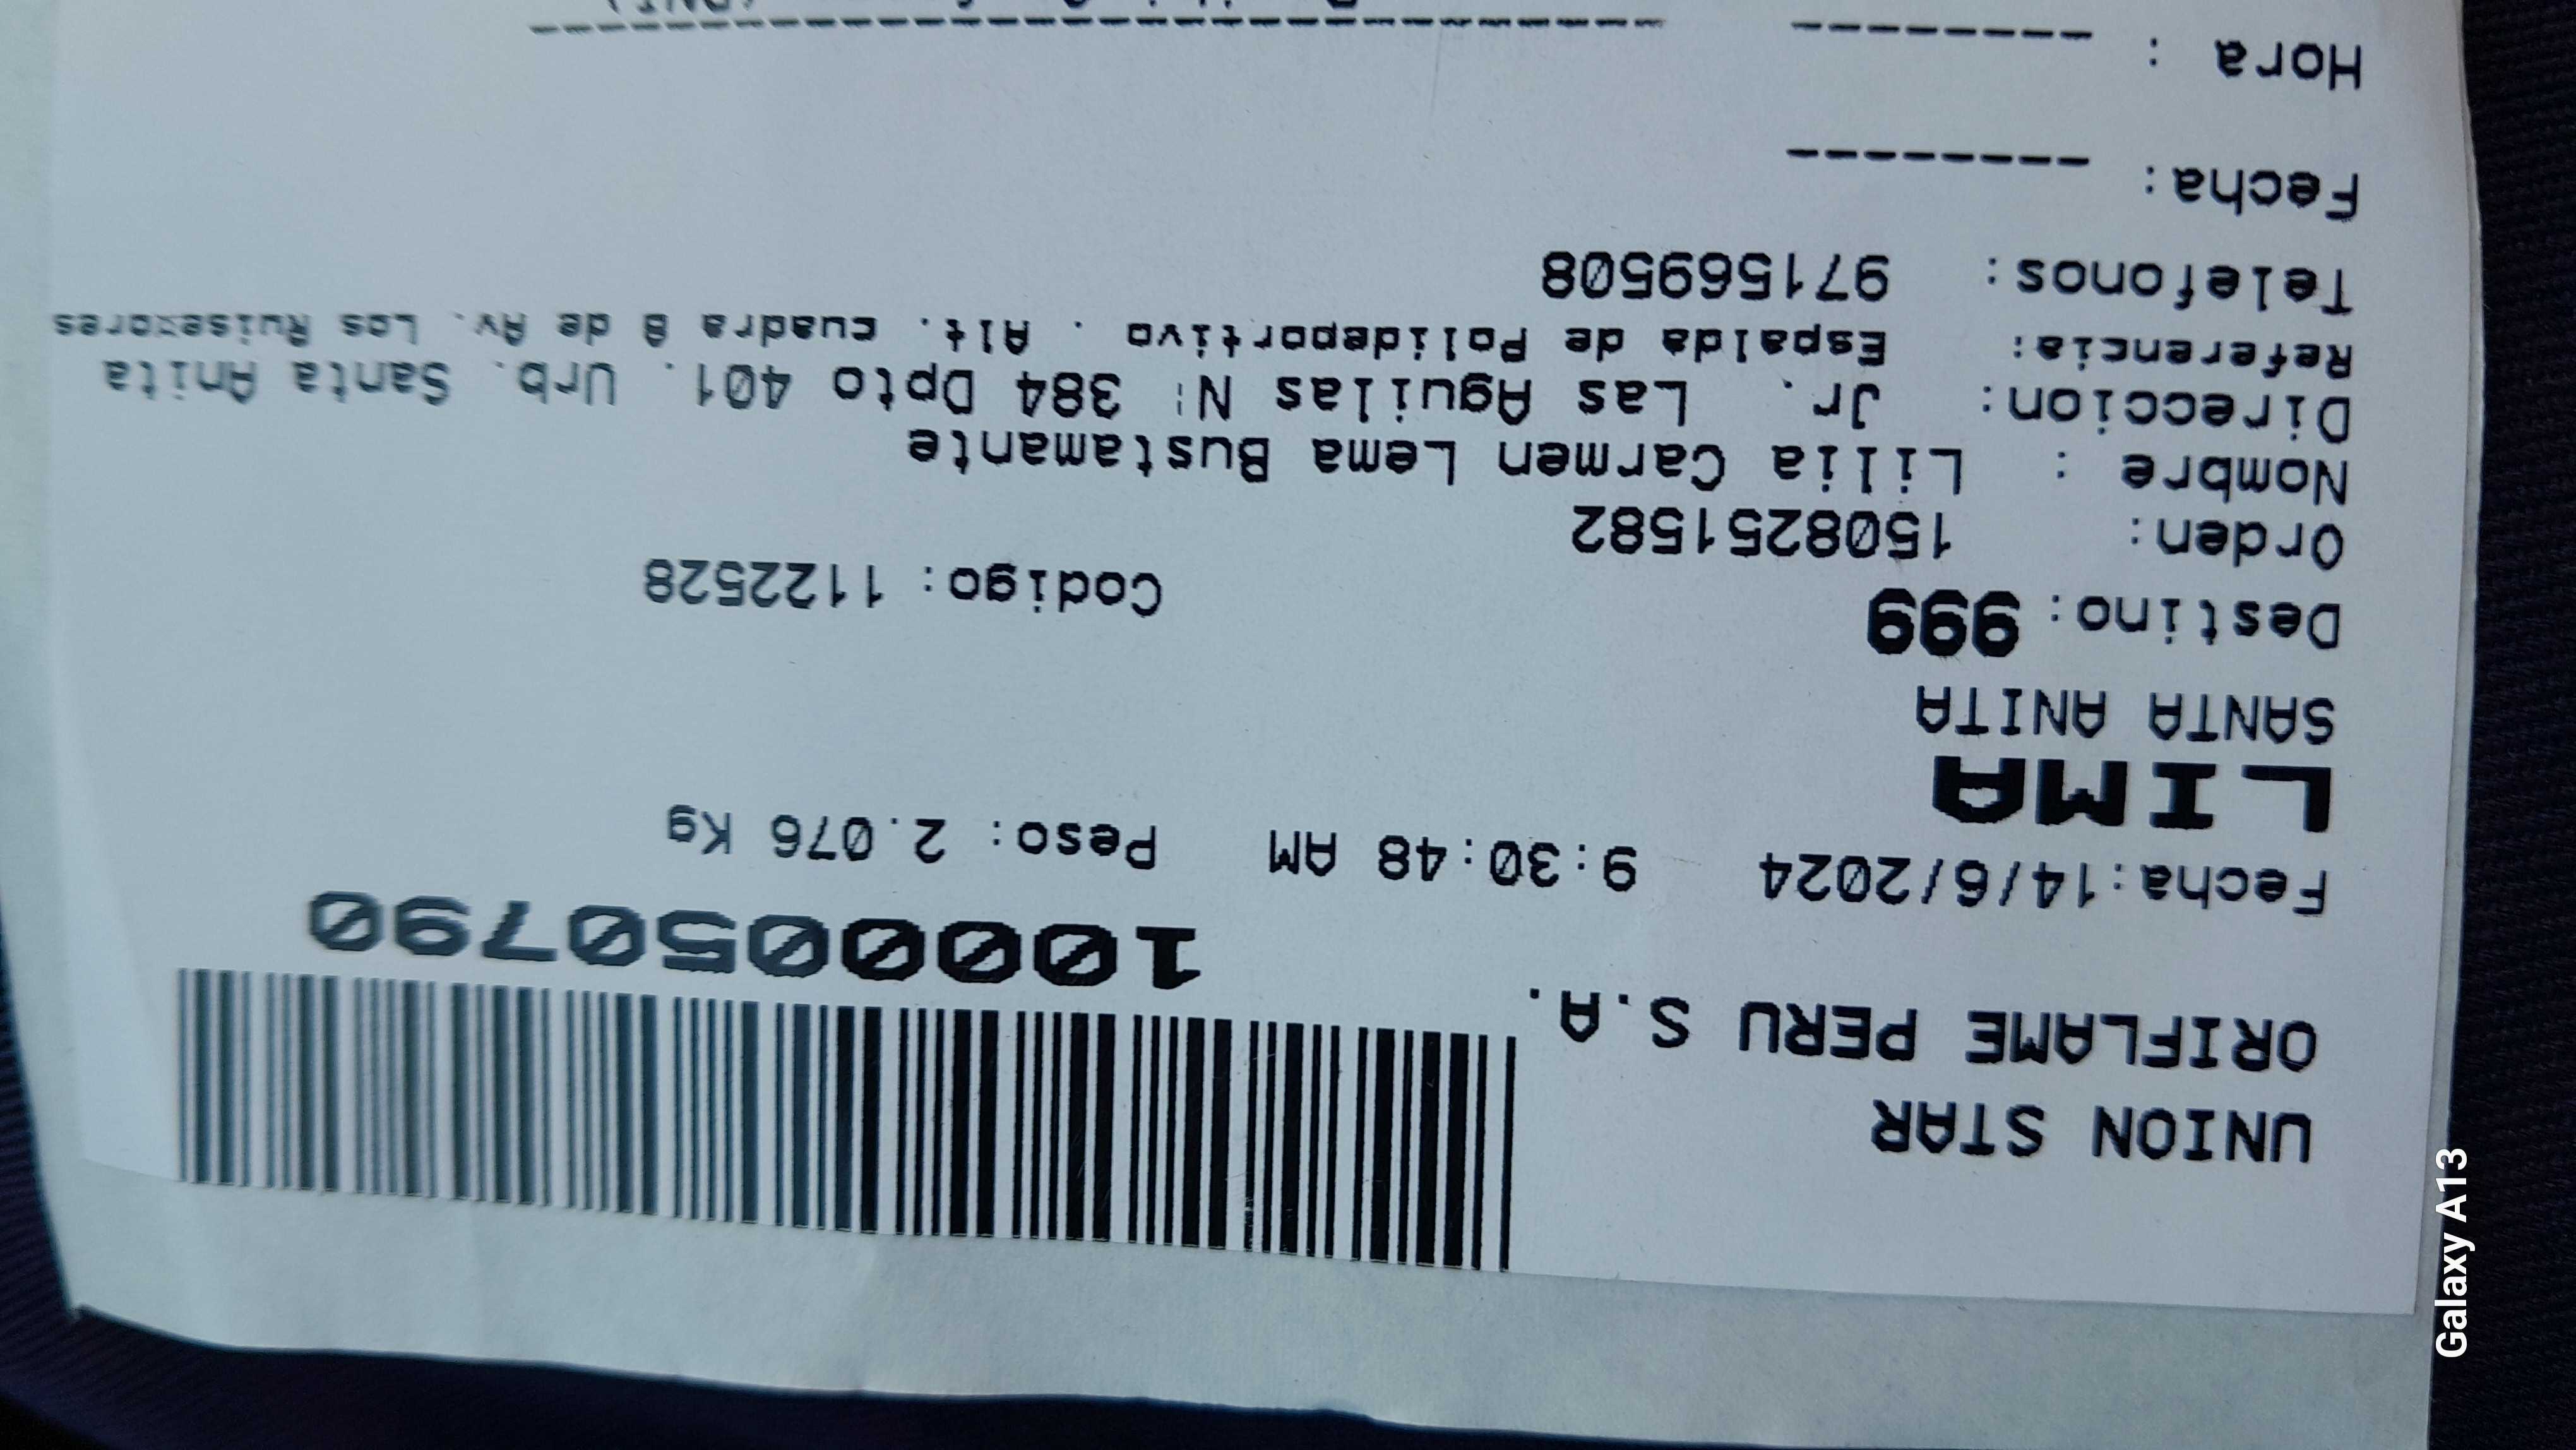 UNION STAR
ORIFLAME PERU S.A.
10000050790
Fecha:14/6/2024 9:30:48 AM Peso: 2.076 Kg
LIMA
SANTA ANITA
Destino: 999 Codigo: 1122528
Orden: 1508251582
Nombre : Lilia Carmen Lema Bustamante
Direccion: Jr. Las Aguilas N: 384 Dpto 401. Urb. Santa Anita
Referencia: Espalda de Polideportivo . Alt. cuadra 8 de Av. Los Ruisexores
Telefonos: 971569508
Fecha: --------
Hora : --------
Galaxy A13